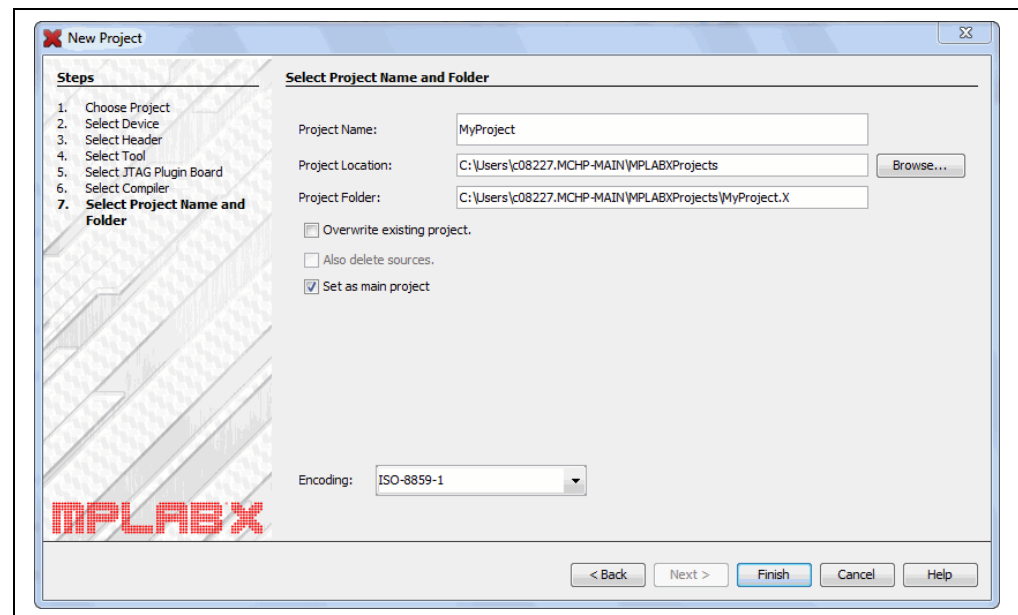 New Project
Steps
1. Choose Project
2. Select Device
3. Select Header
4. Select Tool
5. Select JTAG Plugin Board
6. Select Compiler
7. Select Project Name and
Folder
MPLAB X
Select Project Name and Folder
Project Name: MyProject
Project Location: C:\Users\c08227.MCHP-MAIN\MPLABXProjects Browse...
Project Folder: C:\Users\c08227.MCHP-MAIN\MPLABXProjects\MyProject.X
Overwrite existing project.
Also delete sources.
Set as main project
Encoding: ISO-8859-1
< Back Next > Finish Cancel Help